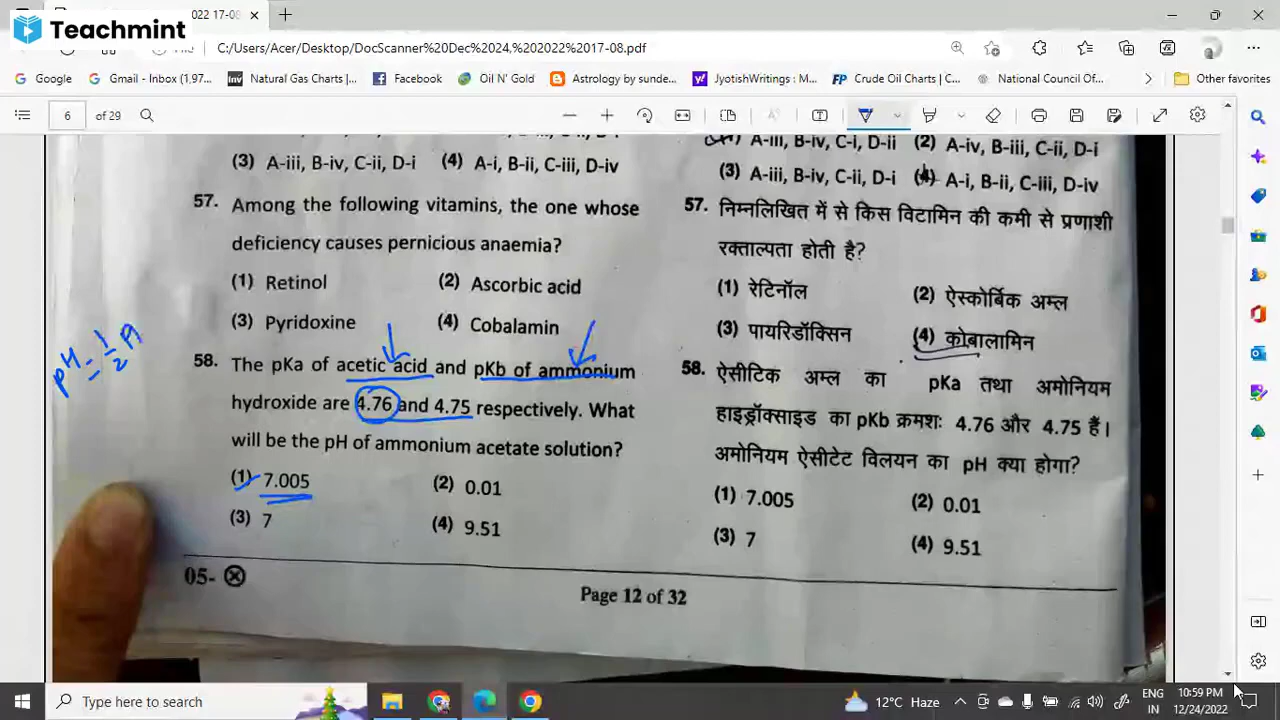 Teachmint
022 17-08
C:/Users/Acer/Desktop/DocScanner%20Dec%2024,%202022%2017-08.pdf
Google
Gmail - Inbox (1,97...
Natural Gas Charts |...
Facebook
Oil N' Gold
Astrology by sunde...
JyotishWritings : M...
Crude Oil Charts | C...
National Council Of...
Other favorites
6 of 29
(3) A-iii, B-iv, C-ii, D-i (4) A-i, B-ii, C-iii, D-iv
57. Among the following vitamins, the one whose
deficiency causes pernicious anaemia?
(1) Retinol (2) Ascorbic acid
(3) Pyridoxine (4) Cobalamin
58. The pKa of acetic acid and pKb of ammonium
hydroxide are 4.76 and 4.75 respectively. What
will be the pH of ammonium acetate solution?
(1) 7.005 (2) 0.01
(3) 7 (4) 9.51
pH = 1/2 P
A-iii, B-iv, C-i, D-ii (2) A-iv, B-iii, C-ii, D-i
(3) A-iii, B-iv, C-ii, D-i (4) A-i, B-ii, C-iii, D-iv
57. निम्नलिखित में से किस विटामिन की कमी से प्रणाशी
रक्ताल्पता होती है?
(1) रेटिनॉल (2) ऐस्कोर्बिक अम्ल
(3) पायरिडॉक्सिन (4) कोबालामिन
58. ऐसीटिक अम्ल का pKa तथा अमोनियम
हाइड्रॉक्साइड का pKb क्रमशः 4.76 और 4.75 हैं।
अमोनियम ऐसीटेट विलयन का pH क्या होगा?
(1) 7.005 (2) 0.01
(3) 7 (4) 9.51
05-
Page 12 of 32
Type here to search
12°C Haze
ENG
IN
10:59 PM
12/24/2022